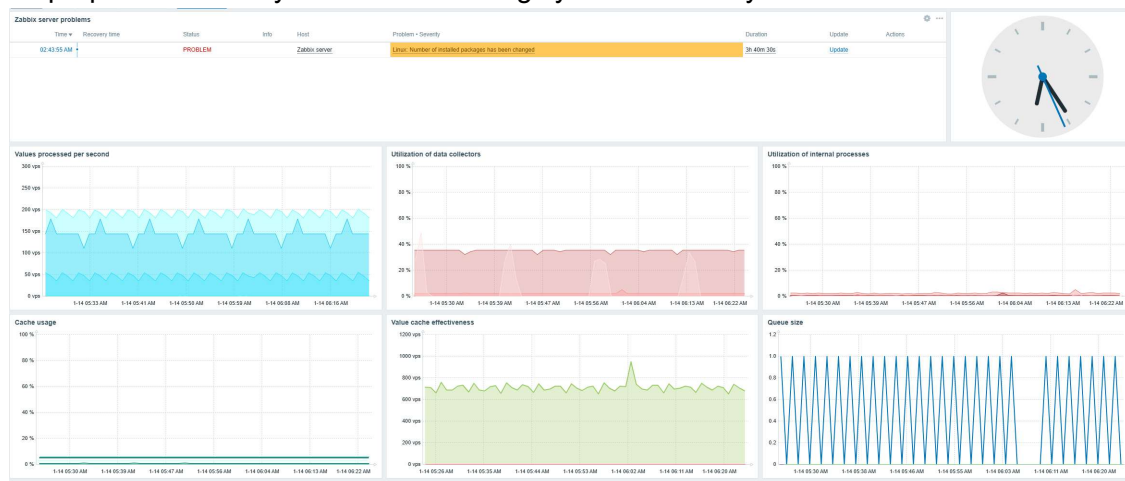 Zabbix server problems
Time ▾ Recovery time Status Info Host Problem • Severity Duration Update Actions
02:43:55 AM PROBLEM Zabbix server Linux: Number of installed packages has been changed 3h 40m 30s Update
Values processed per second
300 vps
250 vps
200 vps
150 vps
100 vps
50 vps
0 vps
1-14 05:33 AM 1-14 05:41 AM 1-14 05:50 AM 1-14 05:59 AM 1-14 06:08 AM 1-14 06:16 AM
Utilization of data collectors
100 %
80 %
60 %
40 %
20 %
0 %
1-14 05:30 AM 1-14 05:39 AM 1-14 05:47 AM 1-14 05:56 AM 1-14 06:04 AM 1-14 06:13 AM 1-14 06:22 AM
Utilization of internal processes
100 %
80 %
60 %
40 %
20 %
0 %
1-14 05:30 AM 1-14 05:39 AM 1-14 05:47 AM 1-14 05:56 AM 1-14 06:04 AM 1-14 06:13 AM 1-14 06:22 AM
Cache usage
100 %
80 %
60 %
40 %
20 %
0 %
1-14 05:30 AM 1-14 05:39 AM 1-14 05:47 AM 1-14 05:56 AM 1-14 06:04 AM 1-14 06:13 AM 1-14 06:22 AM
Value cache effectiveness
1200 vps
1000 vps
800 vps
600 vps
400 vps
200 vps
0 vps
1-14 05:26 AM 1-14 05:35 AM 1-14 05:44 AM 1-14 05:53 AM 1-14 06:02 AM 1-14 06:11 AM 1-14 06:20 AM
Queue size
1.2
1.0
0.8
0.6
0.4
0.2
0
1-14 05:30 AM 1-14 05:38 AM 1-14 05:46 AM 1-14 05:55 AM 1-14 06:03 AM 1-14 06:11 AM 1-14 06:20 AM